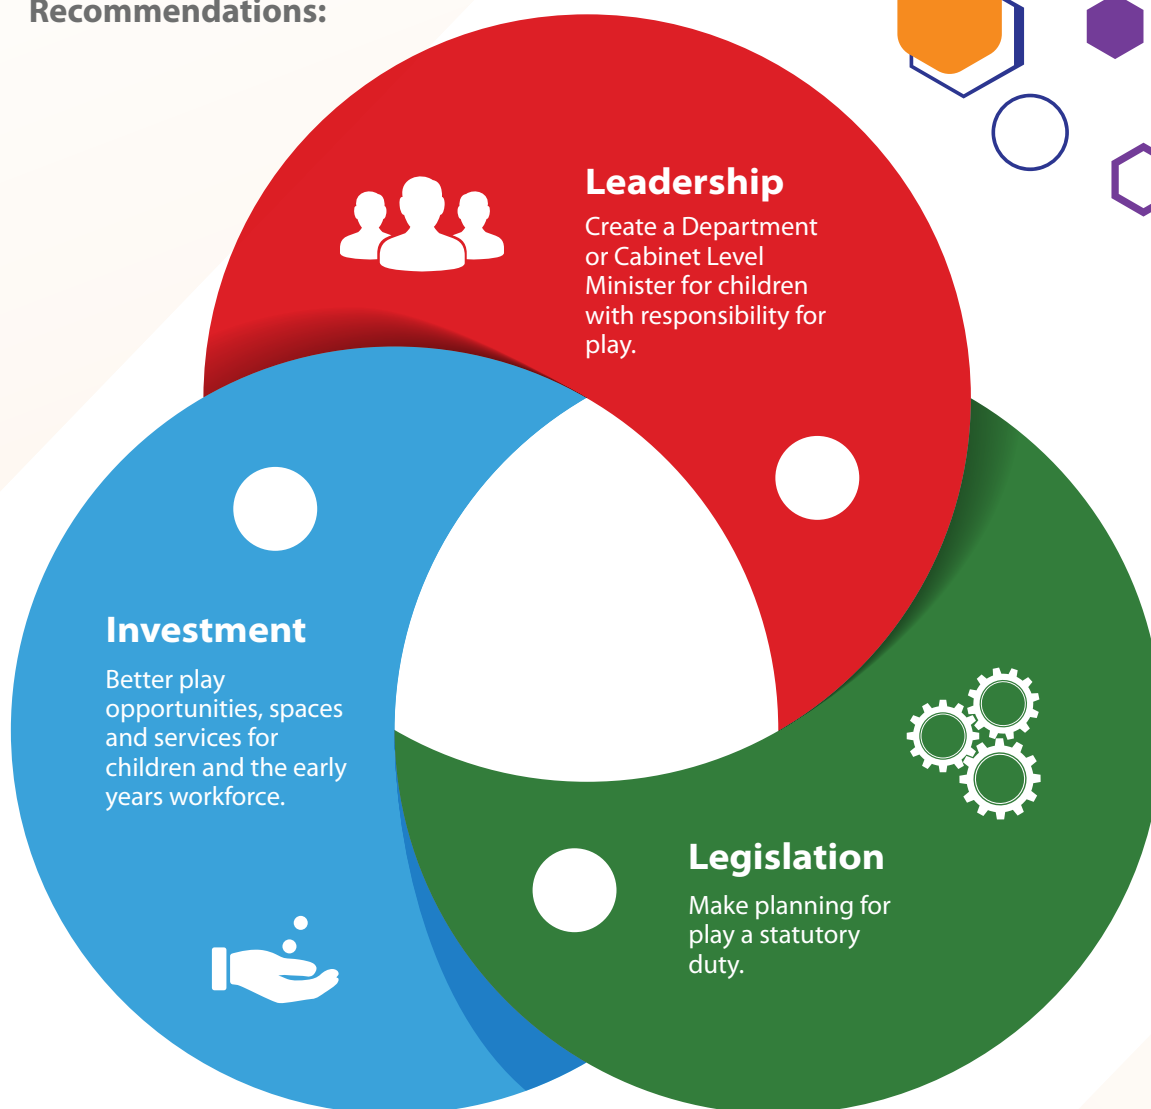 Recommendations:
Leadership
Create a Department
or Cabinet Level
Minister for children
with responsibility for
play.
Investment
Better play
opportunities, spaces
and services for
children and the early
years workforce.
Legislation
Make planning for
play a statutory
duty.